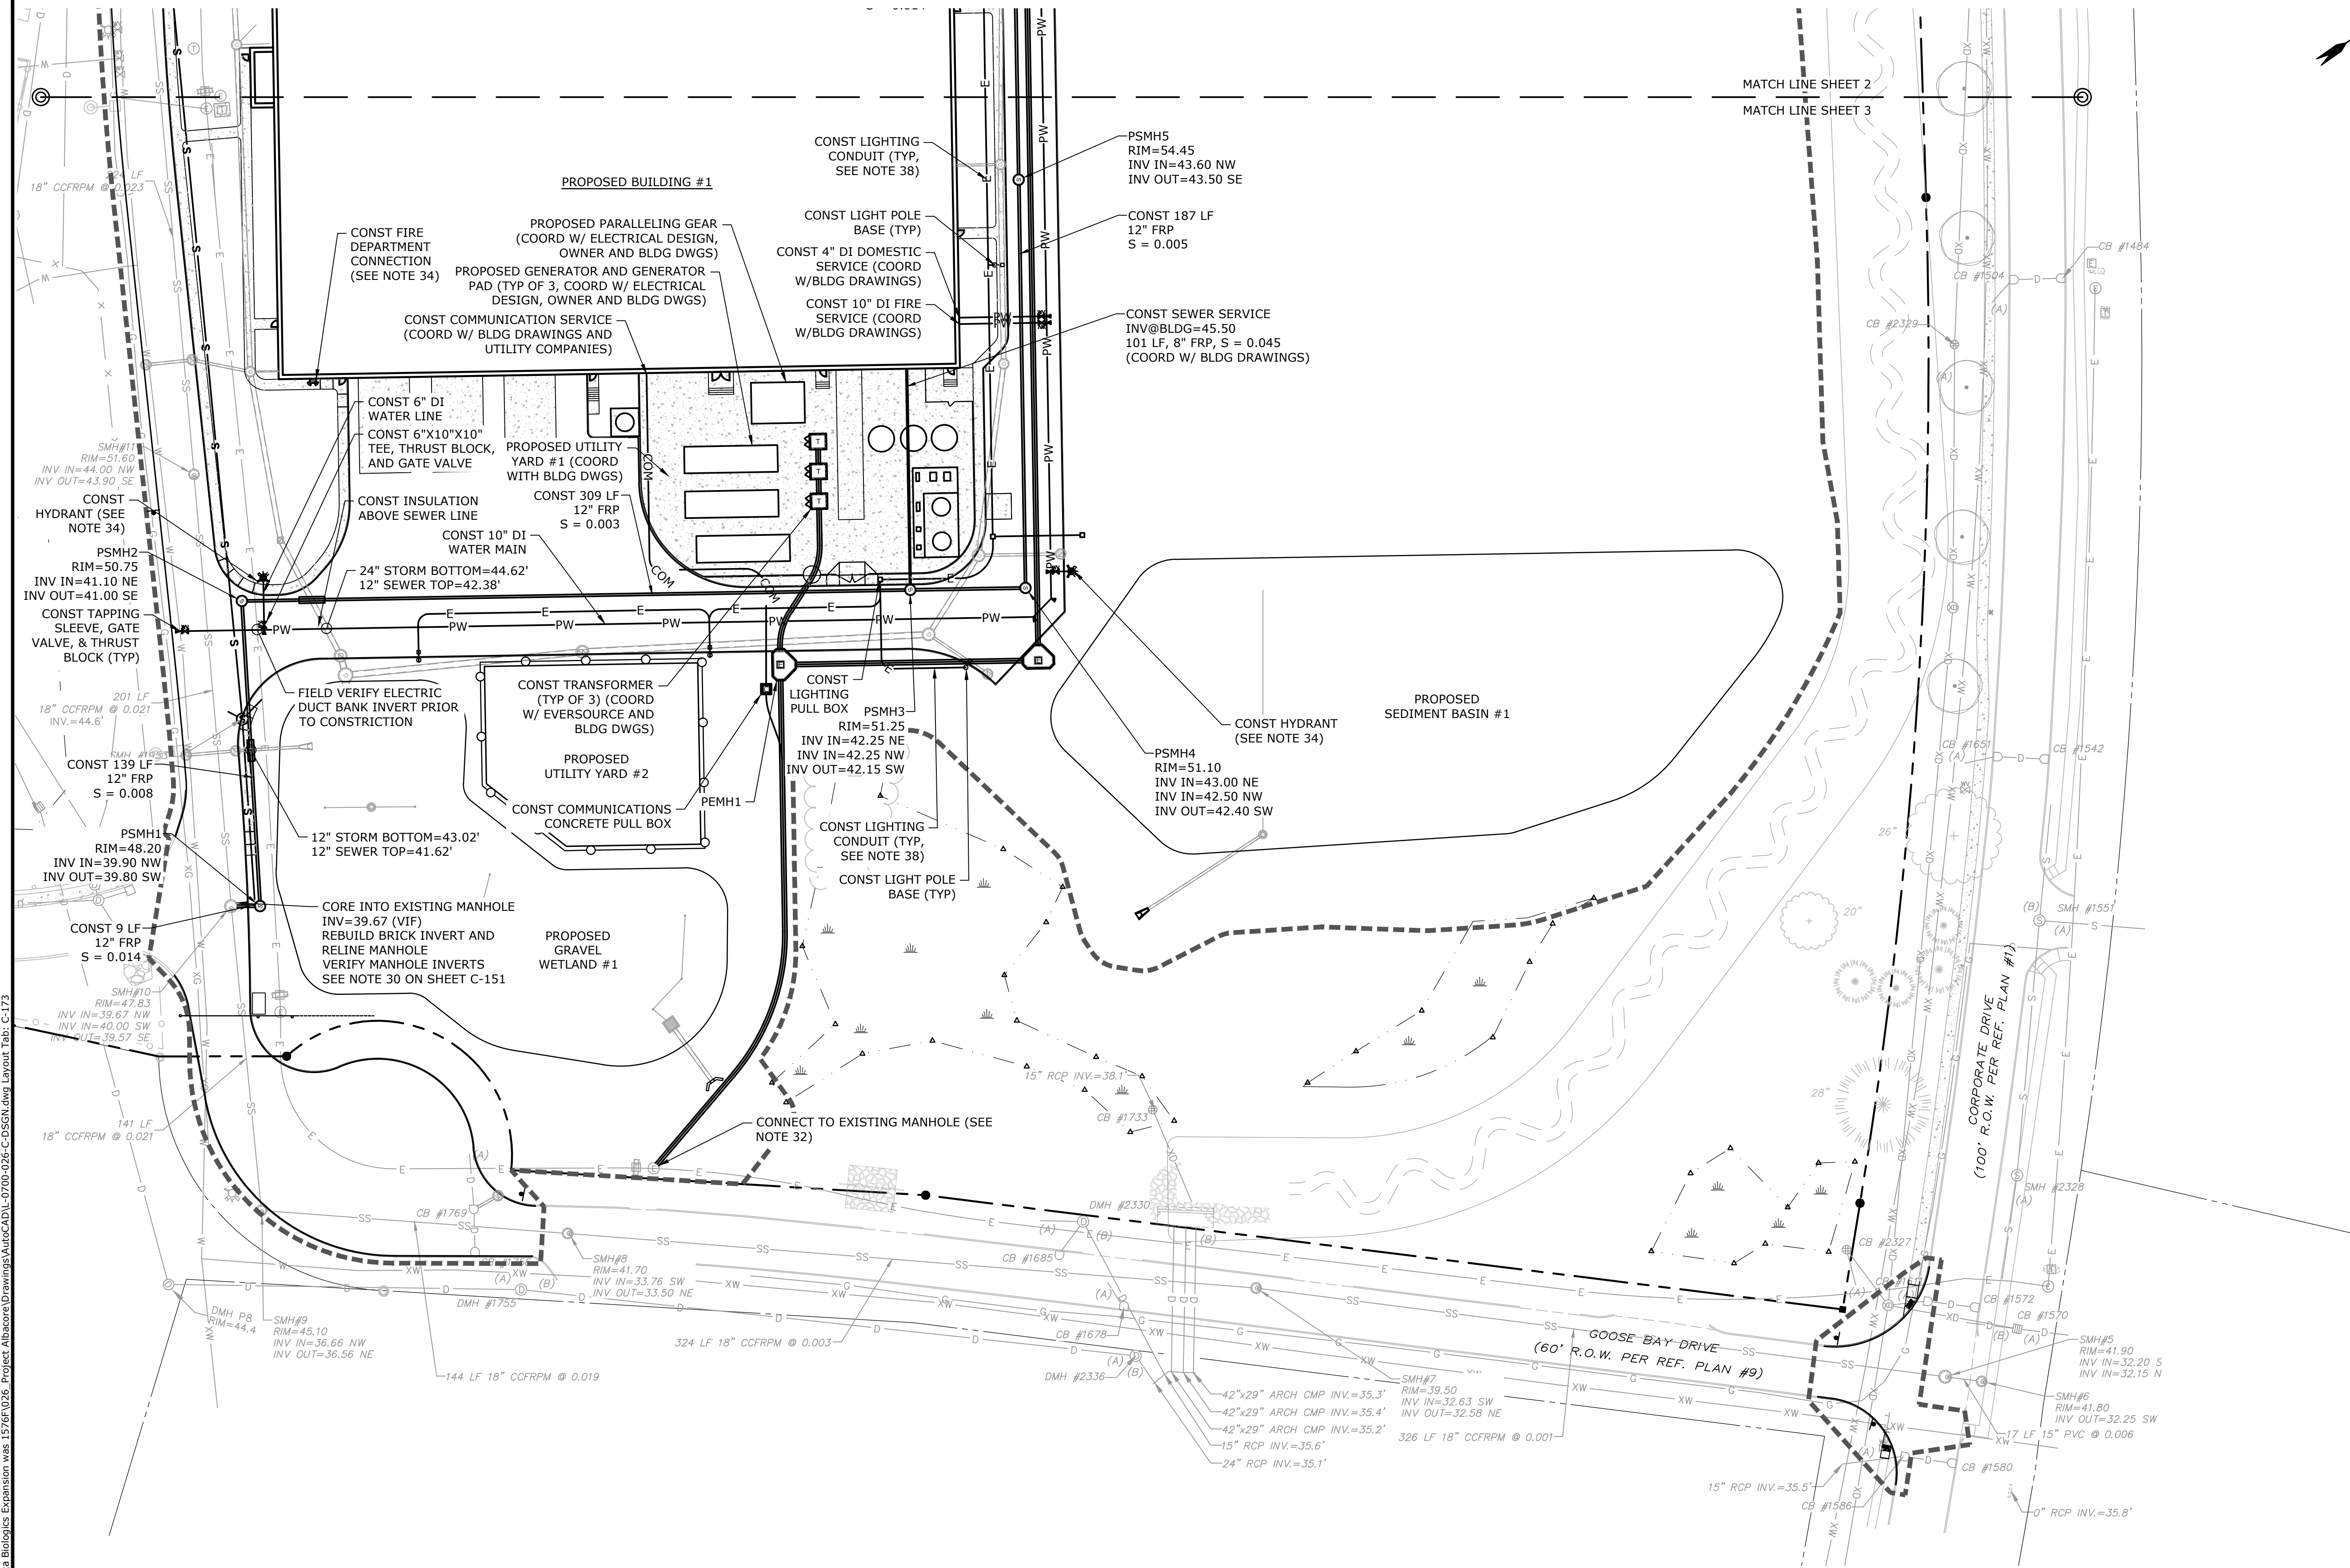 MATCH LINE SHEET 2
MATCH LINE SHEET 3
PROPOSED BUILDING #1
CONST LIGHTING
CONDUIT (TYP,
SEE NOTE 38)
PSMH5
RIM=54.45
INV IN=43.60 NW
INV OUT=43.50 SE
CONST FIRE
DEPARTMENT
CONNECTION
(SEE NOTE 34)
PROPOSED PARALLELING GEAR
(COORD W/ ELECTRICAL DESIGN,
OWNER AND BLDG DWGS)
CONST LIGHT POLE
BASE (TYP)
CONST 187 LF
12" FRP
S = 0.005
PROPOSED GENERATOR AND GENERATOR
PAD (TYP OF 3, COORD W/ ELECTRICAL
DESIGN, OWNER AND BLDG DWGS)
CONST 4" DI DOMESTIC
SERVICE (COORD
W/BLDG DRAWINGS)
CONST COMMUNICATION SERVICE
(COORD W/ BLDG DRAWINGS AND
UTILITY COMPANIES)
CONST 10" DI FIRE
SERVICE (COORD
W/BLDG DRAWINGS)
CONST SEWER SERVICE
INV@BLDG=45.50
101 LF, 8" FRP, S = 0.045
(COORD W/ BLDG DRAWINGS)
CONST 6" DI
WATER LINE
CONST 6"X10"X10"
TEE, THRUST BLOCK,
AND GATE VALVE
PROPOSED UTILITY
YARD #1 (COORD
WITH BLDG DWGS)
CONST INSULATION
ABOVE SEWER LINE
CONST 309 LF
12" FRP
S = 0.003
CONST 10" DI
WATER MAIN
24" STORM BOTTOM=44.62'
12" SEWER TOP=42.38'
18" CCFRPM @ 0.023
SMH#11
RIM=51.60
INV IN=44.00 NW
INV OUT=43.90 SE
CONST
HYDRANT (SEE
NOTE 34)
PSMH2
RIM=50.75
INV IN=41.10 NE
INV OUT=41.00 SE
CONST TAPPING
SLEEVE, GATE
VALVE, & THRUST
BLOCK (TYP)
201 LF
18" CCFRPM @ 0.021
INV.=44.6'
CONST 139 LF
12" FRP
S = 0.008
PSMH1
RIM=48.20
INV IN=39.90 NW
INV OUT=39.80 SW
CONST 9 LF
12" FRP
S = 0.014
SMH#10
RIM=47.83
INV IN=39.67 NW
INV IN=40.00 SW
INV OUT=39.57 SE
141 LF
18" CCFRPM @ 0.021
FIELD VERIFY ELECTRIC
DUCT BANK INVERT PRIOR
TO CONSTRICTION
CONST TRANSFORMER
(TYP OF 3) (COORD
W/ EVERSOURCE AND
BLDG DWGS)
PROPOSED
UTILITY YARD #2
CONST COMMUNICATIONS
CONCRETE PULL BOX
PEMH1
12" STORM BOTTOM=43.02'
12" SEWER TOP=41.62'
CORE INTO EXISTING MANHOLE
INV=39.67 (VIF)
REBUILD BRICK INVERT AND
RELINE MANHOLE
VERIFY MANHOLE INVERTS
SEE NOTE 30 ON SHEET C-151
PROPOSED
GRAVEL
WETLAND #1
CONST
LIGHTING
PULL BOX
PSMH3
RIM=51.25
INV IN=42.25 NE
INV IN=42.25 NW
INV OUT=42.15 SW
CONST LIGHTING
CONDUIT (TYP,
SEE NOTE 38)
CONST LIGHT POLE
BASE (TYP)
PSMH4
RIM=51.10
INV IN=43.00 NE
INV IN=42.50 NW
INV OUT=42.40 SW
CONST HYDRANT
(SEE NOTE 34)
PROPOSED
SEDIMENT BASIN #1
CONNECT TO EXISTING MANHOLE (SEE
NOTE 32)
15" RCP INV.=38.1'
CB #1733
CB #1484
CB #1504
CB #2329
CB #1651
CB #1542
26"
20"
28"
SMH #1551
CORPORATE DRIVE
(100' R.O.W. PER REF. PLAN #1)
SMH #2328
CB #2327
CB #1572
CB #1570
SMH#5
RIM=41.90
INV IN=32.20 S
INV IN=32.15 N
SMH#6
RIM=41.80
INV OUT=32.25 SW
17 LF 15" PVC @ 0.006
CB #1580
CB #1586
15" RCP INV.=35.5'
0" RCP INV.=35.8'
GOOSE BAY DRIVE
(60' R.O.W. PER REF. PLAN #9)
CB #1769
SMH#8
RIM=41.70
INV IN=33.76 SW
INV OUT=33.50 NE
DMH #1755
DMH P8
RIM=44.4
SMH#9
RIM=45.10
INV IN=36.66 NW
INV OUT=36.56 NE
144 LF 18" CCFRPM @ 0.019
324 LF 18" CCFRPM @ 0.003
DMH #2330
CB #1685
CB #1678
DMH #2336
42"x29" ARCH CMP INV.=35.3'
42"x29" ARCH CMP INV.=35.4'
42"x29" ARCH CMP INV.=35.2'
15" RCP INV.=35.6'
24" RCP INV.=35.1'
SMH#7
RIM=39.50
INV IN=32.63 SW
INV OUT=32.58 NE
326 LF 18" CCFRPM @ 0.001
a Biologics Expansion was 1576F\026_Project Albacore\Drawings\AutoCAD\L-0700-026-C-DSGN.dwg Layout Tab: C-173